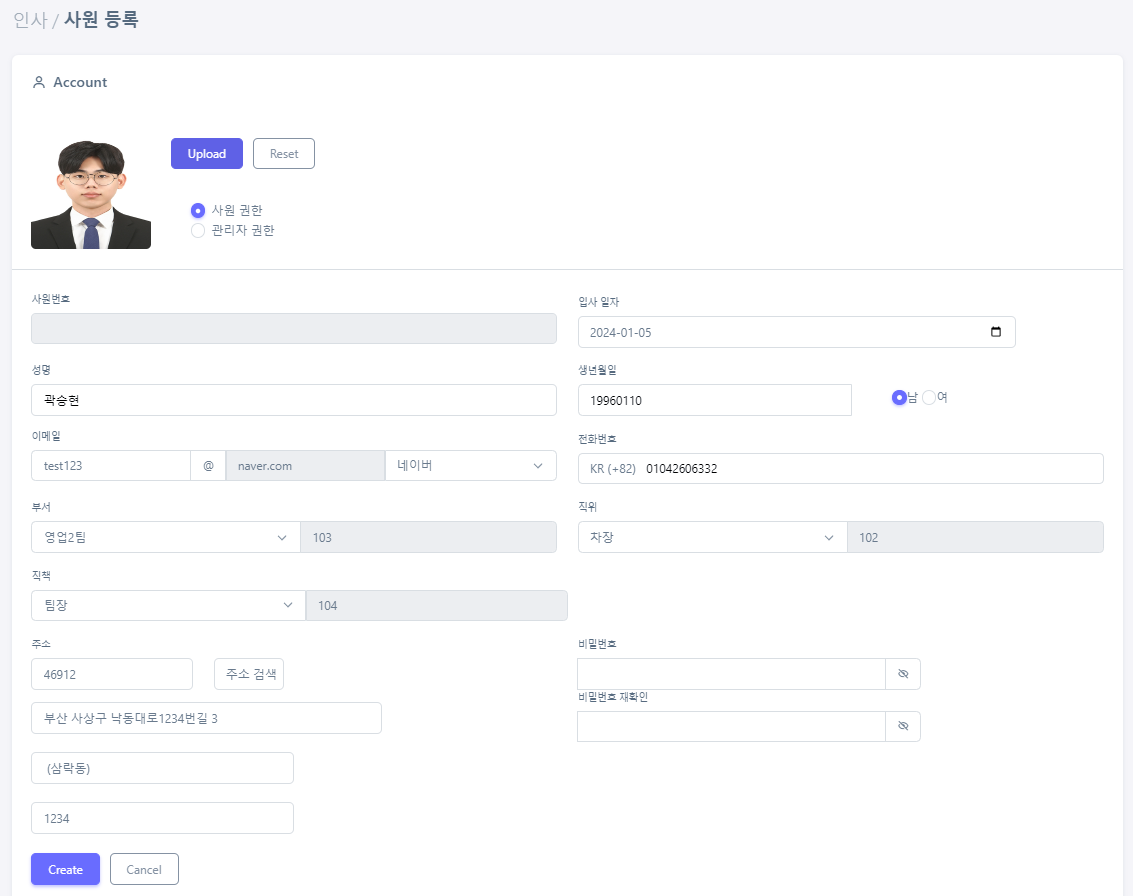 인사 / 사원 등록
Account
Upload Reset
사원 권한
관리자 권한
사원번호 입사 일자
2024-01-05
성명 생년월일
곽송현 19960110 남 여
이메일 전화번호
test123 @ naver.com 네이버 KR (+82) 01042606332
부서 직위
영업2팀 103 차장 102
직책
팀장 104
주소 비밀번호
46912 주소 검색
비밀번호 재확인
부산 사상구 낙동대로1234번길 3
(삼락동)
1234
Create Cancel